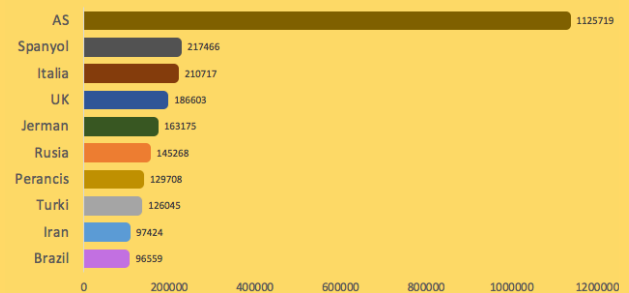 AS 1125719
Spanyol 217466
Italia 210717
UK 186603
Jerman 163175
Rusia 145268
Perancis 129708
Turki 126045
Iran 97424
Brazil 96559
0 200000 400000 600000 800000 1000000 1200000